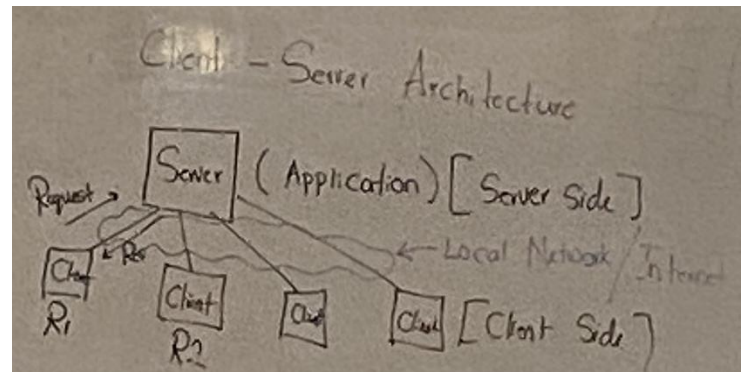 Client - Server Architecture
Server (Application) [Server Side]
Request
Res
Local Network / Internet
Client Client Client Client [Client Side]
R1
R2